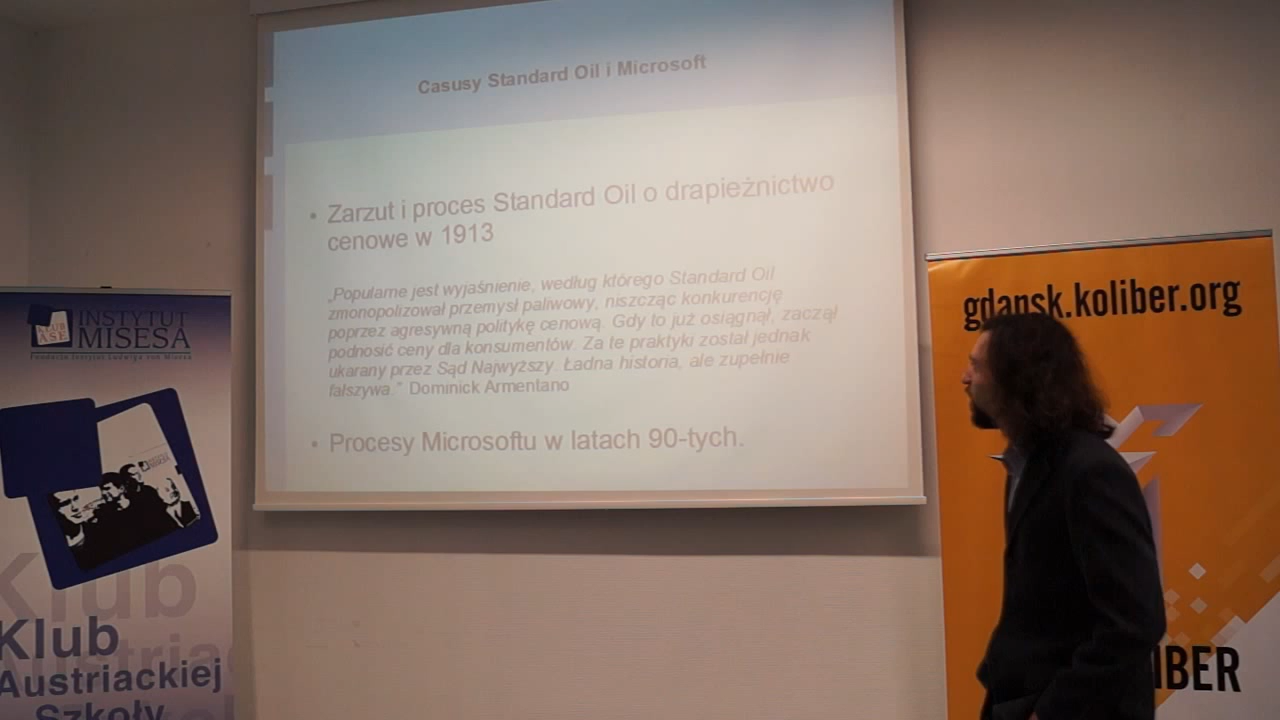 Casusy Standard Oil i Microsoft
• Zarzut i proces Standard Oil o drapieżnictwo
cenowe w 1913
„Popularne jest wyjaśnienie, według którego Standard Oil
zmonopolizował przemysł paliwowy, niszcząc konkurencję
poprzez agresywną politykę cenową. Gdy to już osiągnął, zaczął
podnosić ceny dla konsumentów. Za te praktyki został jednak
ukarany przez Sąd Najwyższy. Ładna historia, ale zupełnie
fałszywa." Dominick Armentano
• Procesy Microsoftu w latach 90-tych.
KLUB
ASE
INSTYTUT
MISESA
Fundacja Instytut Ludwiga von Misesa
Klub
Klub
Austriackiej
Szkoły
gdansk.koliber.org
IBER